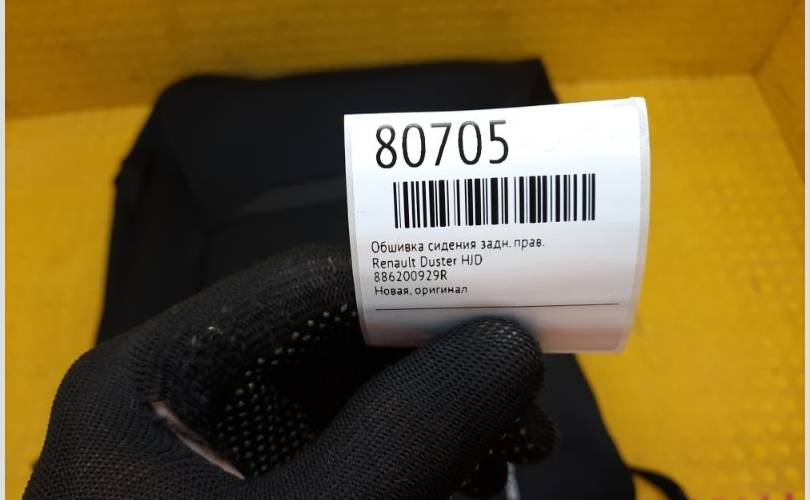 80705
Обшивка сидения задн. прав.
Renault Duster HJD
886200929R
Новая, оригинал